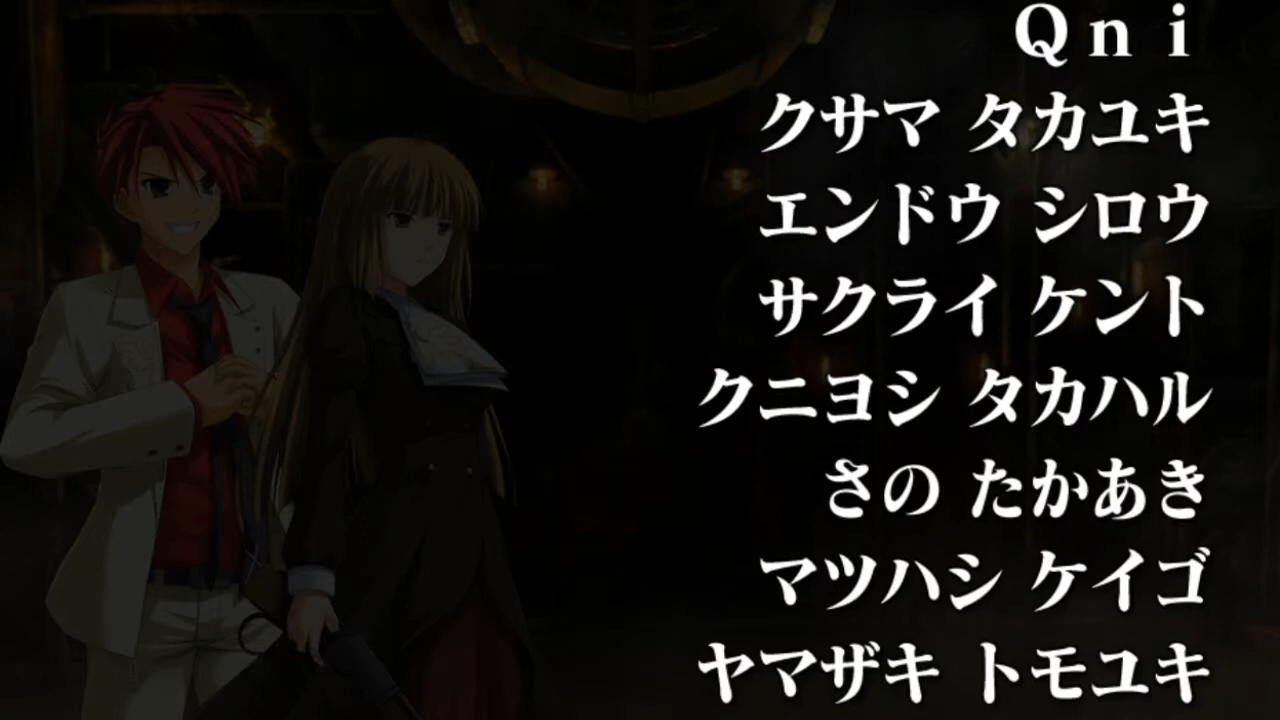 Qni
クサマ タカユキ
エンドウ シロウ
サクライ ケント
クニヨシ タカハル
さの たかあき
マツハシ ケイゴ
ヤマザキ トモユキ